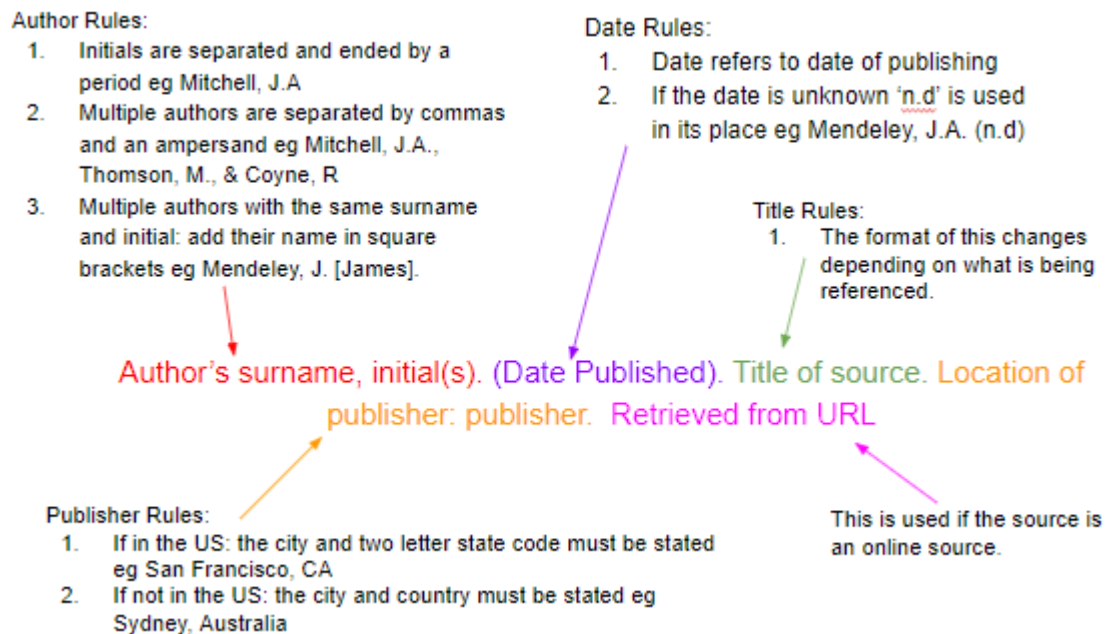 Author Rules:
1. Initials are separated and ended by a
period eg Mitchell, J.A
2. Multiple authors are separated by commas
and an ampersand eg Mitchell, J.A.,
Thomson, M., & Coyne, R
3. Multiple authors with the same surname
and initial: add their name in square
brackets eg Mendeley, J. [James].
Date Rules:
1. Date refers to date of publishing
2. If the date is unknown ‘n.d’ is used
in its place eg Mendeley, J.A. (n.d)
Title Rules:
1. The format of this changes
depending on what is being
referenced.
Author’s surname, initial(s). (Date Published). Title of source. Location of
publisher: publisher. Retrieved from URL
Publisher Rules:
1. If in the US: the city and two letter state code must be stated
eg San Francisco, CA
2. If not in the US: the city and country must be stated eg
Sydney, Australia
This is used if the source is
an online source.